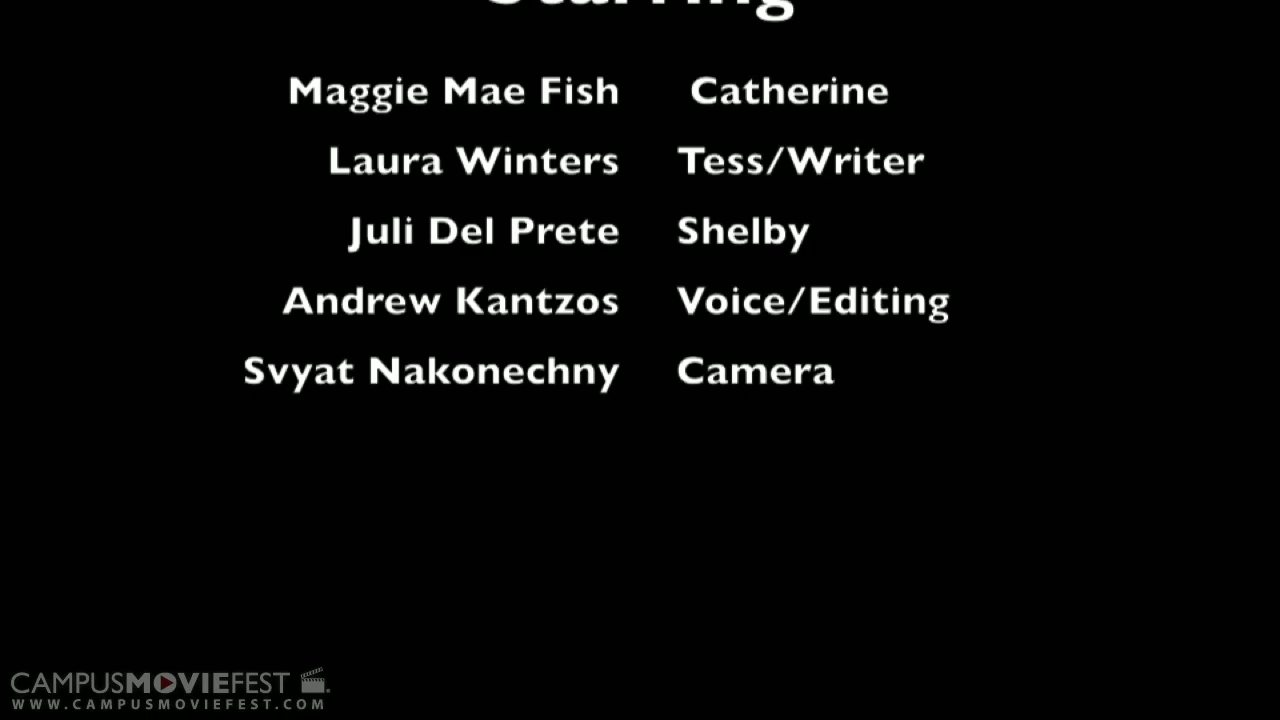 Starring
Maggie Mae Fish Catherine
Laura Winters Tess/Writer
Juli Del Prete Shelby
Andrew Kantzos Voice/Editing
Svyat Nakonechny Camera
CAMPUSMOVIEFEST
WWW.CAMPUSMOVIEFEST.COM